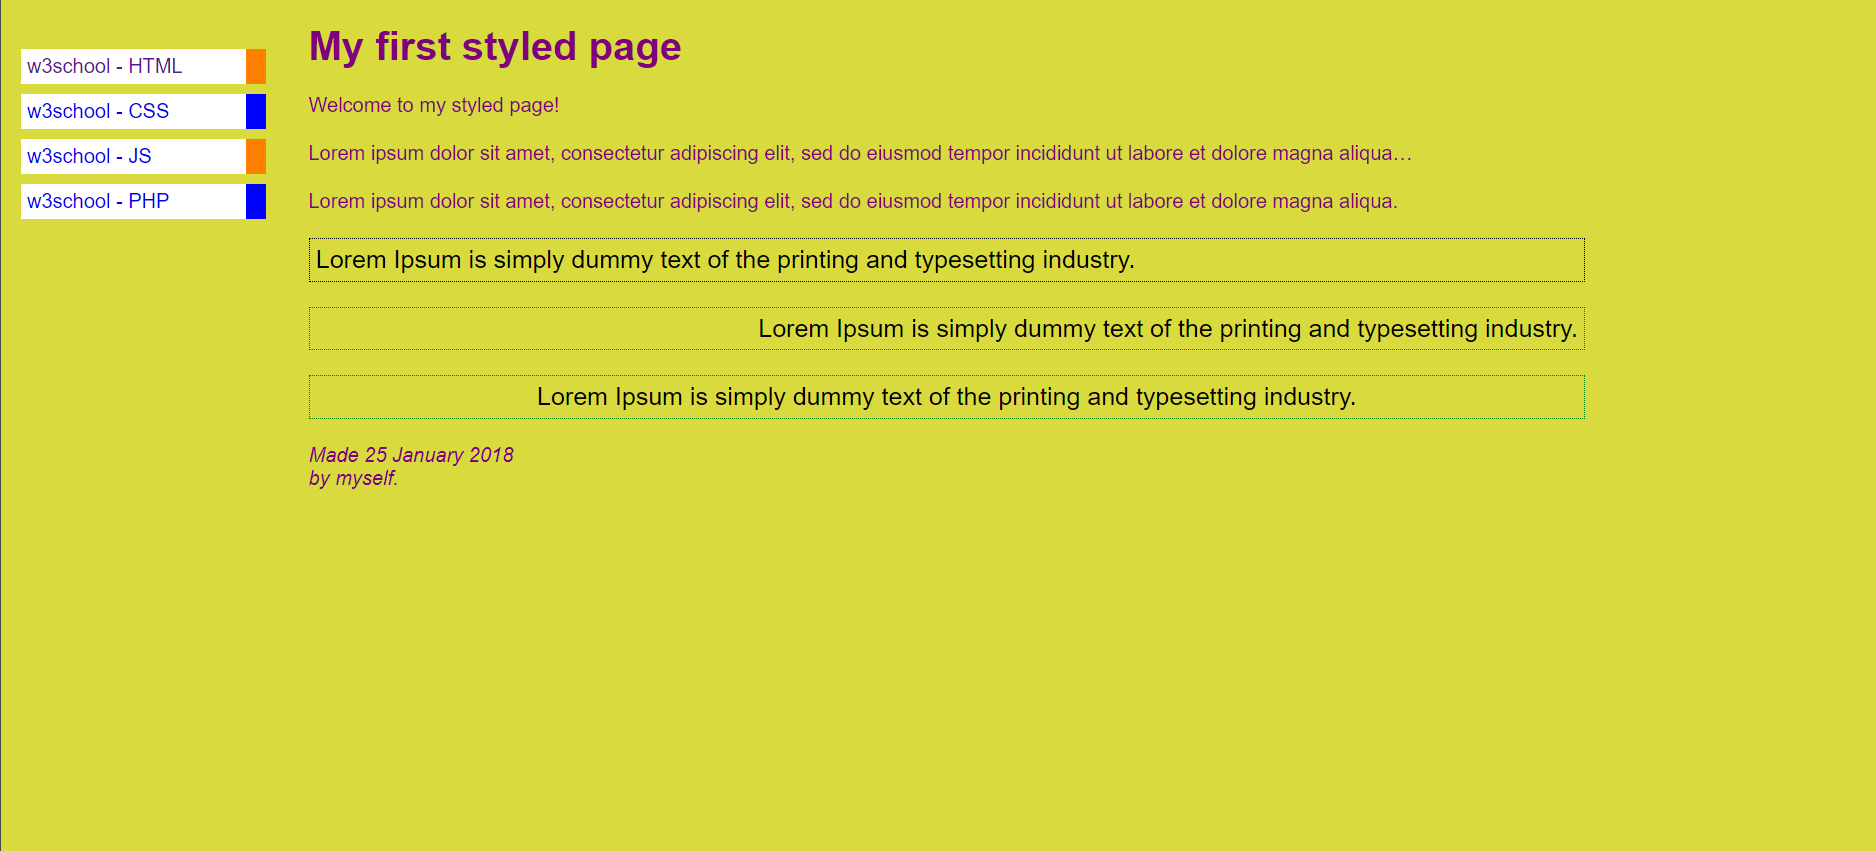 w3school - HTML
w3school - CSS
w3school - JS
w3school - PHP
My first styled page
Welcome to my styled page!
Lorem ipsum dolor sit amet, consectetur adipiscing elit, sed do eiusmod tempor incididunt ut labore et dolore magna aliqua…
Lorem ipsum dolor sit amet, consectetur adipiscing elit, sed do eiusmod tempor incididunt ut labore et dolore magna aliqua.
Lorem Ipsum is simply dummy text of the printing and typesetting industry.
Lorem Ipsum is simply dummy text of the printing and typesetting industry.
Lorem Ipsum is simply dummy text of the printing and typesetting industry.
Made 25 January 2018
by myself.